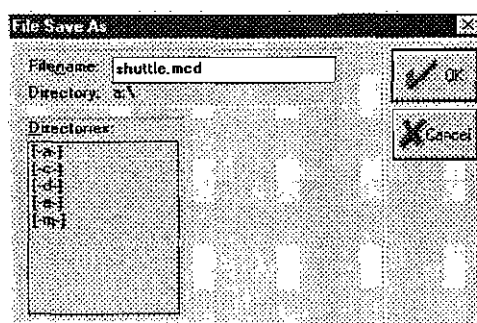 File Save As
Filename: shuttle.mcd
OK
Directory: a:\
Cancel
Directories:
[-a-]
[-c-]
[-d-]
[-m-]